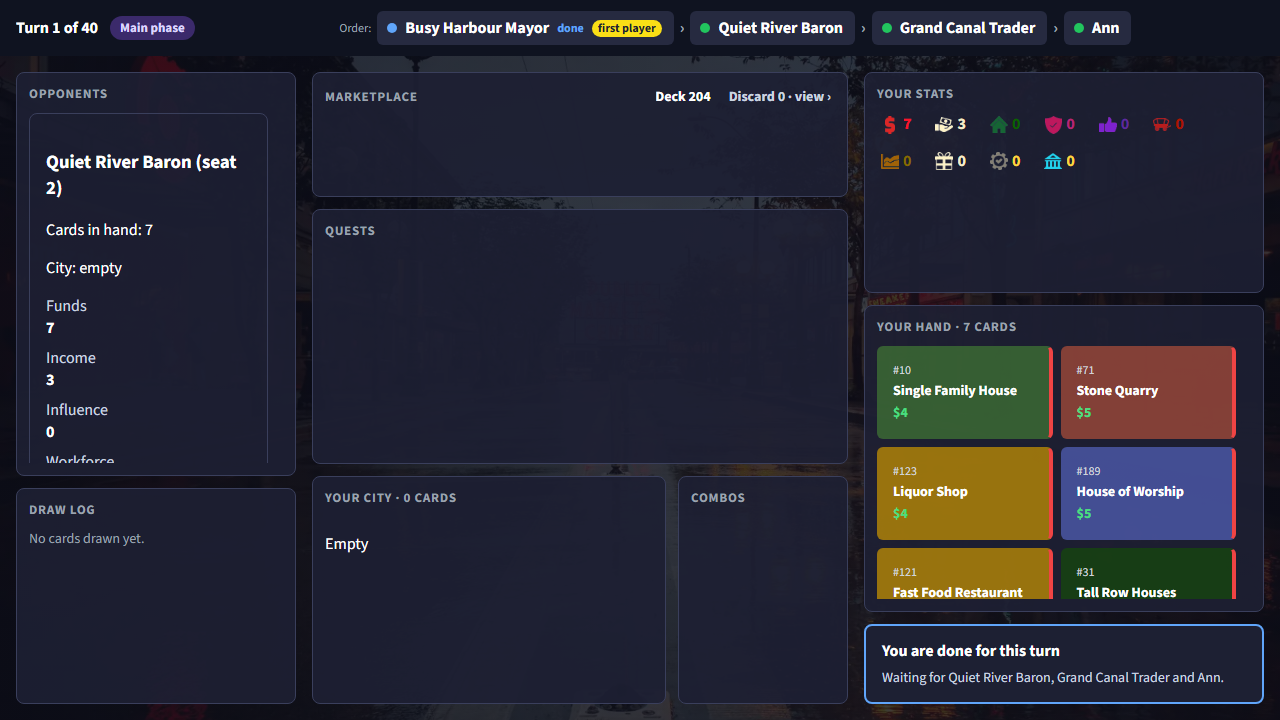 Turn 1 of 40 Main phase Order: Busy Harbour Mayor done first player › Quiet River Baron › Grand Canal Trader › Ann
OPPONENTS
Quiet River Baron (seat
2)
Cards in hand: 7
City: empty
Funds
7
Income
3
Influence
0
Workforce
DRAW LOG
No cards drawn yet.
MARKETPLACE Deck 204 Discard 0 · view ›
QUESTS
YOUR CITY · 0 CARDS
Empty
COMBOS
YOUR STATS
7 3 0 0 0 0
0 0 0 0
YOUR HAND · 7 CARDS
#10
Single Family House
$4
#71
Stone Quarry
$5
#123
Liquor Shop
$4
#189
House of Worship
$5
#121
Fast Food Restaurant
#31
Tall Row Houses
You are done for this turn
Waiting for Quiet River Baron, Grand Canal Trader and Ann.